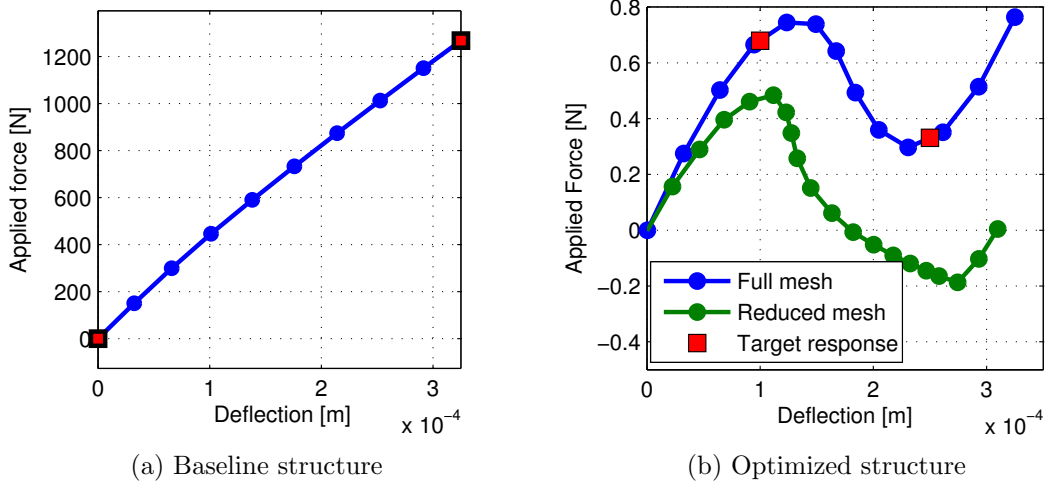 1200
1000
800
600
400
200
0
Applied force [N]
0
1
2
3
Deflection [m]
x 10⁻⁴
(a) Baseline structure
0.8
0.6
0.4
0.2
0
−0.2
−0.4
Applied Force [N]
Full mesh
Reduced mesh
Target response
0
1
2
3
Deflection [m]
x 10⁻⁴
(b) Optimized structure